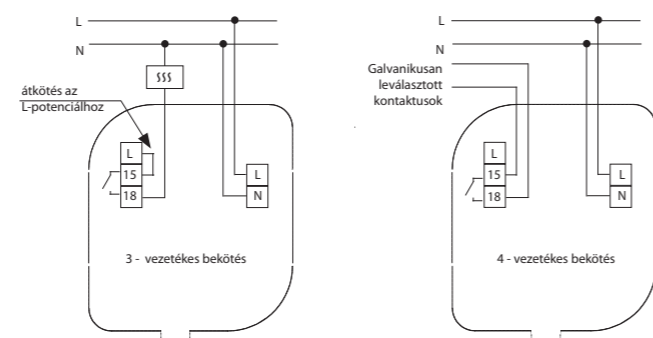 L
N
átkötés az
L-potenciálhoz
L
15
18
L
N
3 - vezetékes bekötés
L
N
Galvanikusan
leválasztott
kontaktusok
L
15
18
L
N
4 - vezetékes bekötés